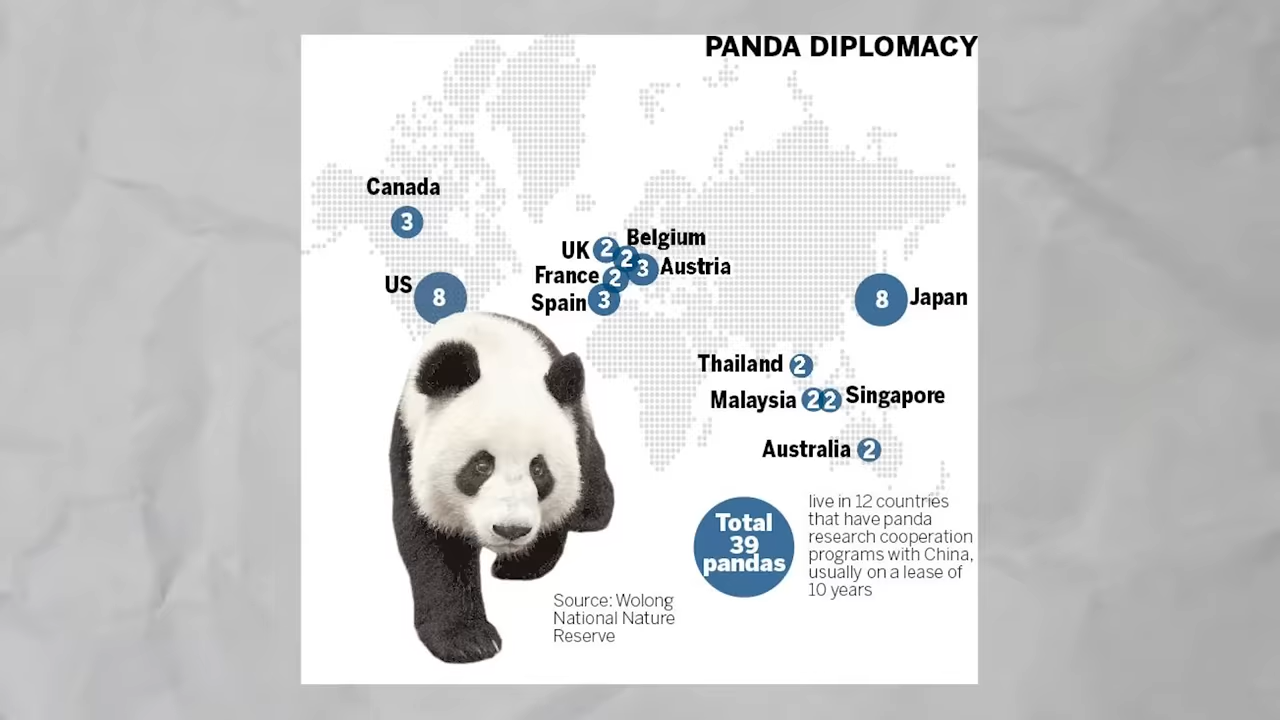 PANDA DIPLOMACY
Canada
3
US
8
UK 2
Belgium
2
3 Austria
France 2
Spain 3
8 Japan
Thailand 2
Malaysia 2
2 Singapore
Australia 2
Total
39
pandas
live in 12 countries
that have panda
research cooperation
programs with China,
usually on a lease of
10 years
Source: Wolong
National Nature
Reserve